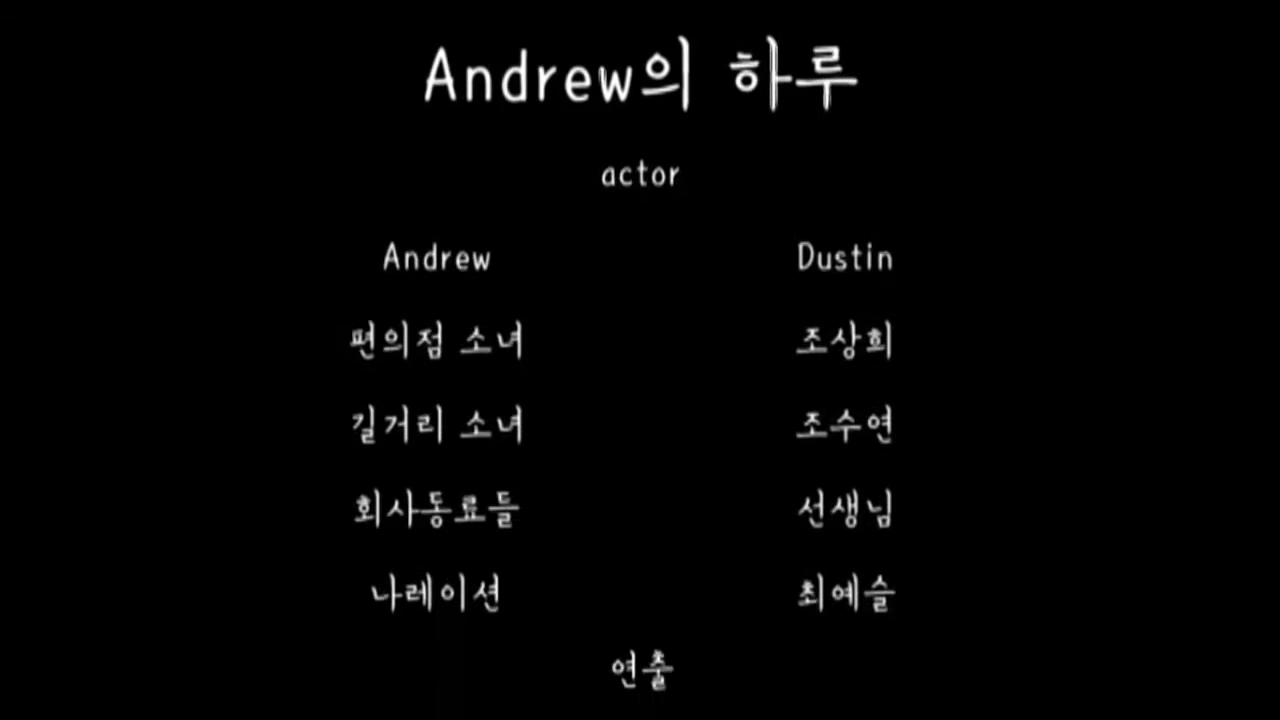 Andrew의 하루
actor
Andrew Dustin
편의점 소녀 조상희
길거리 소녀 조수연
회사동료들 선생님
나레이션 최예슬
연출